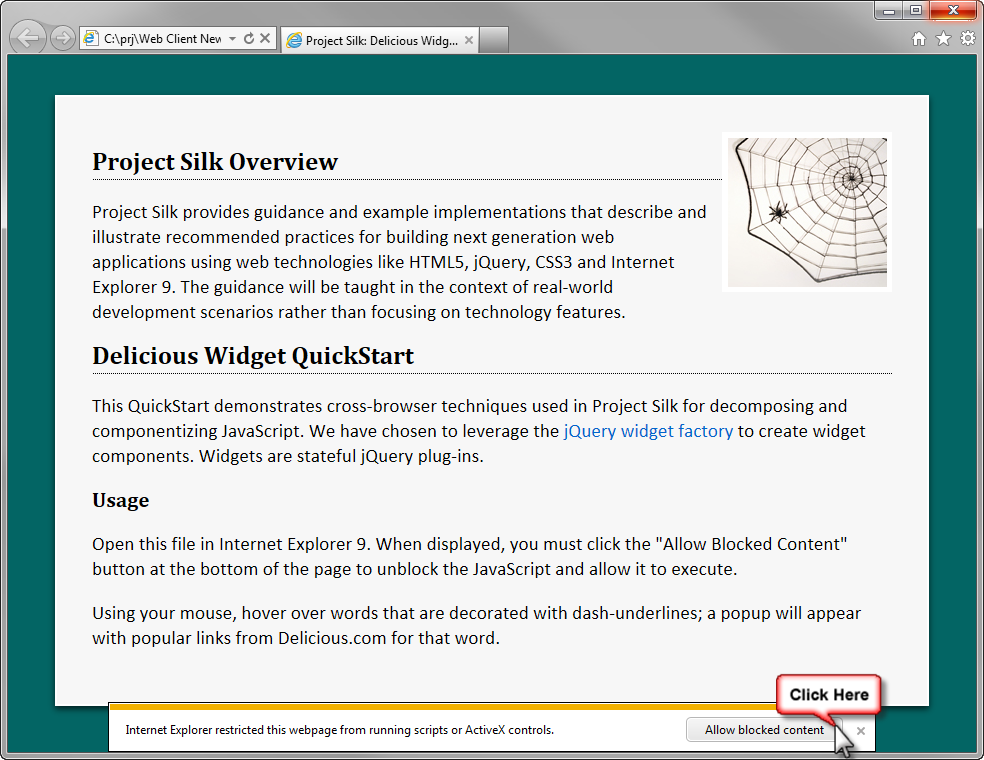 C:\prj\Web Client New
Project Silk: Delicious Widg...
Project Silk Overview
Project Silk provides guidance and example implementations that describe and
illustrate recommended practices for building next generation web
applications using web technologies like HTML5, jQuery, CSS3 and Internet
Explorer 9. The guidance will be taught in the context of real-world
development scenarios rather than focusing on technology features.
Delicious Widget QuickStart
This QuickStart demonstrates cross-browser techniques used in Project Silk for decomposing and
componentizing JavaScript. We have chosen to leverage the jQuery widget factory to create widget
components. Widgets are stateful jQuery plug-ins.
Usage
Open this file in Internet Explorer 9. When displayed, you must click the "Allow Blocked Content"
button at the bottom of the page to unblock the JavaScript and allow it to execute.
Using your mouse, hover over words that are decorated with dash-underlines; a popup will appear
with popular links from Delicious.com for that word.
Click Here
Internet Explorer restricted this webpage from running scripts or ActiveX controls.
Allow blocked content